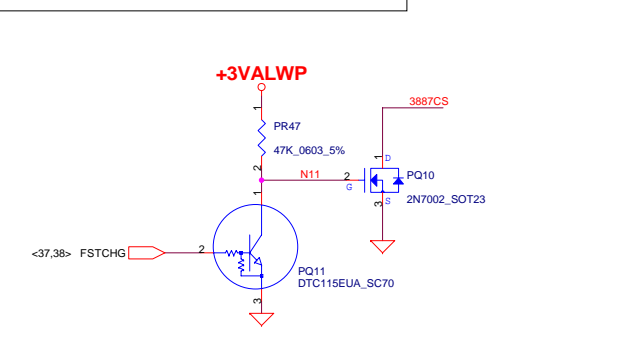 +3VALWP
3887CS
1
PR47
47K_0603_5%
2
1
D
N11
2
G
PQ10
S
3
2N7002_SOT23
1
<37,38> FSTCHG
2
PQ11
DTC115EUA_SC70
3